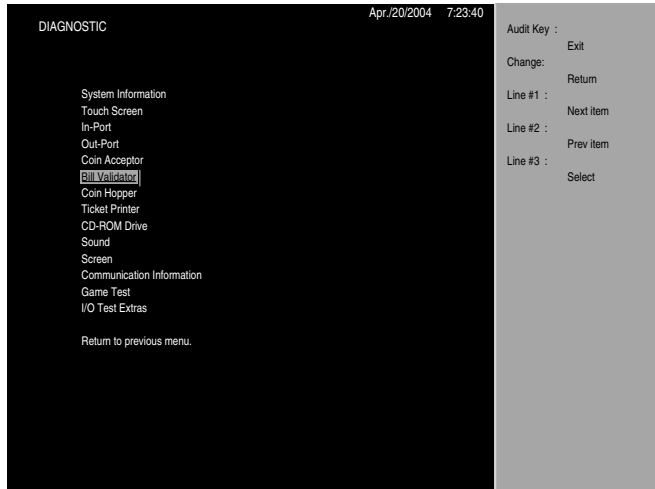 Apr./20/2004 7:23:40
DIAGNOSTIC
System Information
Touch Screen
In-Port
Out-Port
Coin Acceptor
Bill Validator
Coin Hopper
Ticket Printer
CD-ROM Drive
Sound
Screen
Communication Information
Game Test
I/O Test Extras
Return to previous menu.
Audit Key :
Exit
Change:
Return
Line #1 :
Next item
Line #2 :
Prev item
Line #3 :
Select